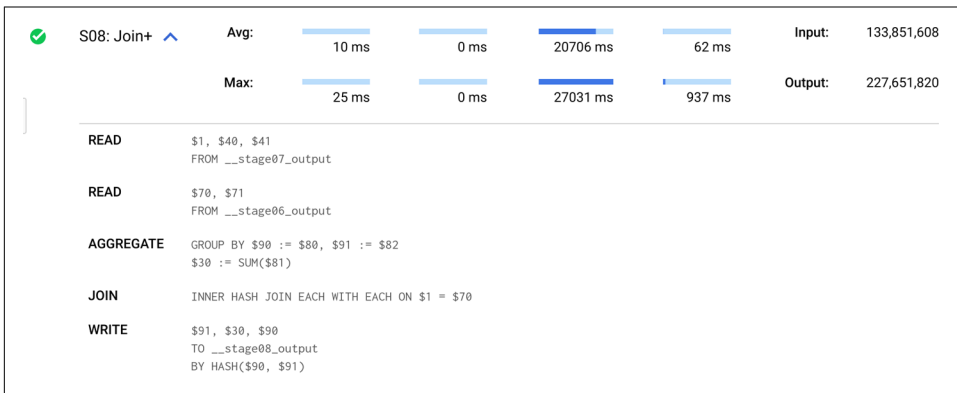 S08: Join+ Avg: 10 ms 0 ms 20706 ms 62 ms Input: 133,851,608
Max: 25 ms 0 ms 27031 ms 937 ms Output: 227,651,820
READ $1, $40, $41
FROM __stage07_output
READ $70, $71
FROM __stage06_output
AGGREGATE GROUP BY $90 := $80, $91 := $82
$30 := SUM($81)
JOIN INNER HASH JOIN EACH WITH EACH ON $1 = $70
WRITE $91, $30, $90
TO __stage08_output
BY HASH($90, $91)